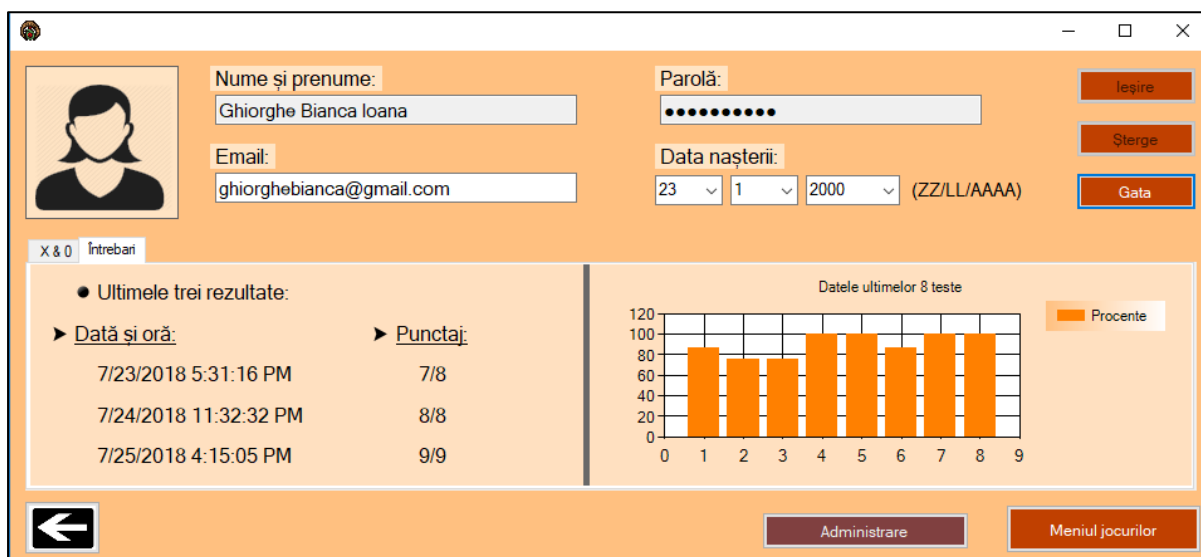 Nume și prenume:
Ghiorghe Bianca Ioana
Parolă:
●●●●●●●●●●
Ieșire
Șterge
Email:
ghiorghebianca@gmail.com
Data nașterii:
23 1 2000 (ZZ/LL/AAAA)
Gata
X & 0 Întrebari
Ultimele trei rezultate:
Dată și oră: Punctaj:
7/23/2018 5:31:16 PM 7/8
7/24/2018 11:32:32 PM 8/8
7/25/2018 4:15:05 PM 9/9
Datele ultimelor 8 teste
120
100
80
60
40
20
0
0 1 2 3 4 5 6 7 8 9
Procente
Administrare
Meniul jocurilor